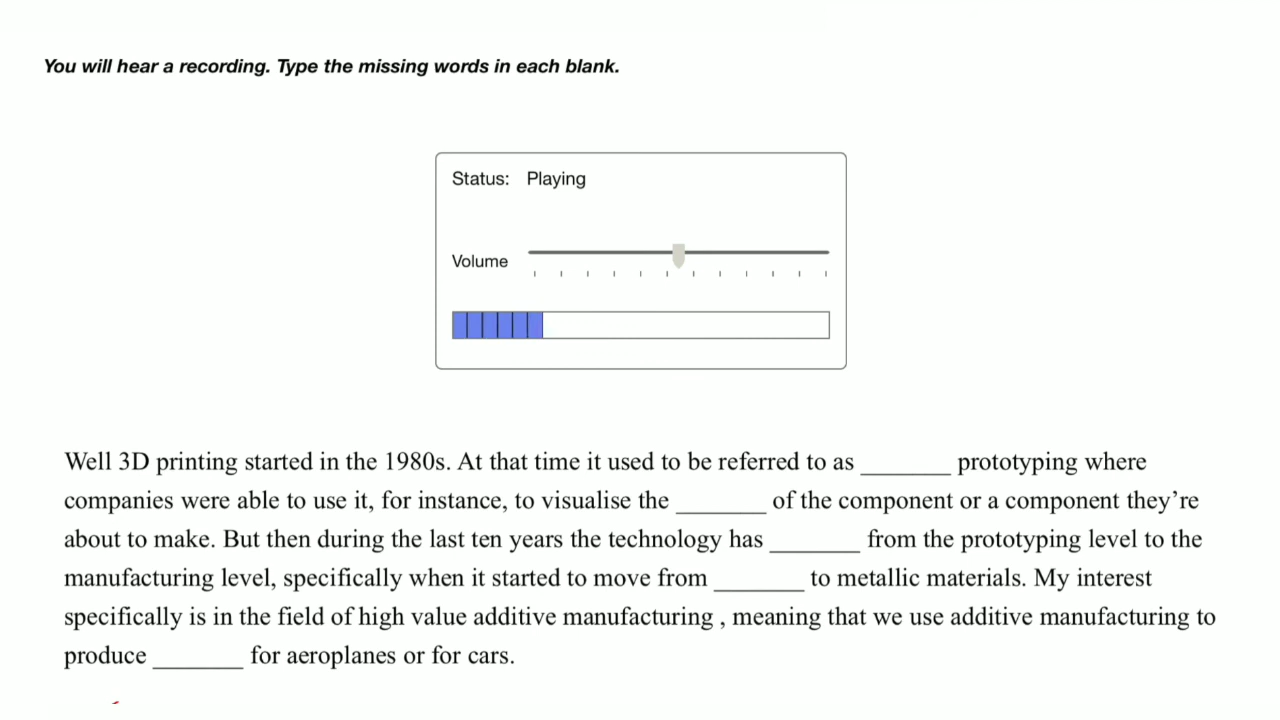 You will hear a recording. Type the missing words in each blank.
Status: Playing
Volume
Well 3D printing started in the 1980s. At that time it used to be referred to as _______ prototyping where
companies were able to use it, for instance, to visualise the _______ of the component or a component they’re
about to make. But then during the last ten years the technology has _______ from the prototyping level to the
manufacturing level, specifically when it started to move from _______ to metallic materials. My interest
specifically is in the field of high value additive manufacturing , meaning that we use additive manufacturing to
produce _______ for aeroplanes or for cars.